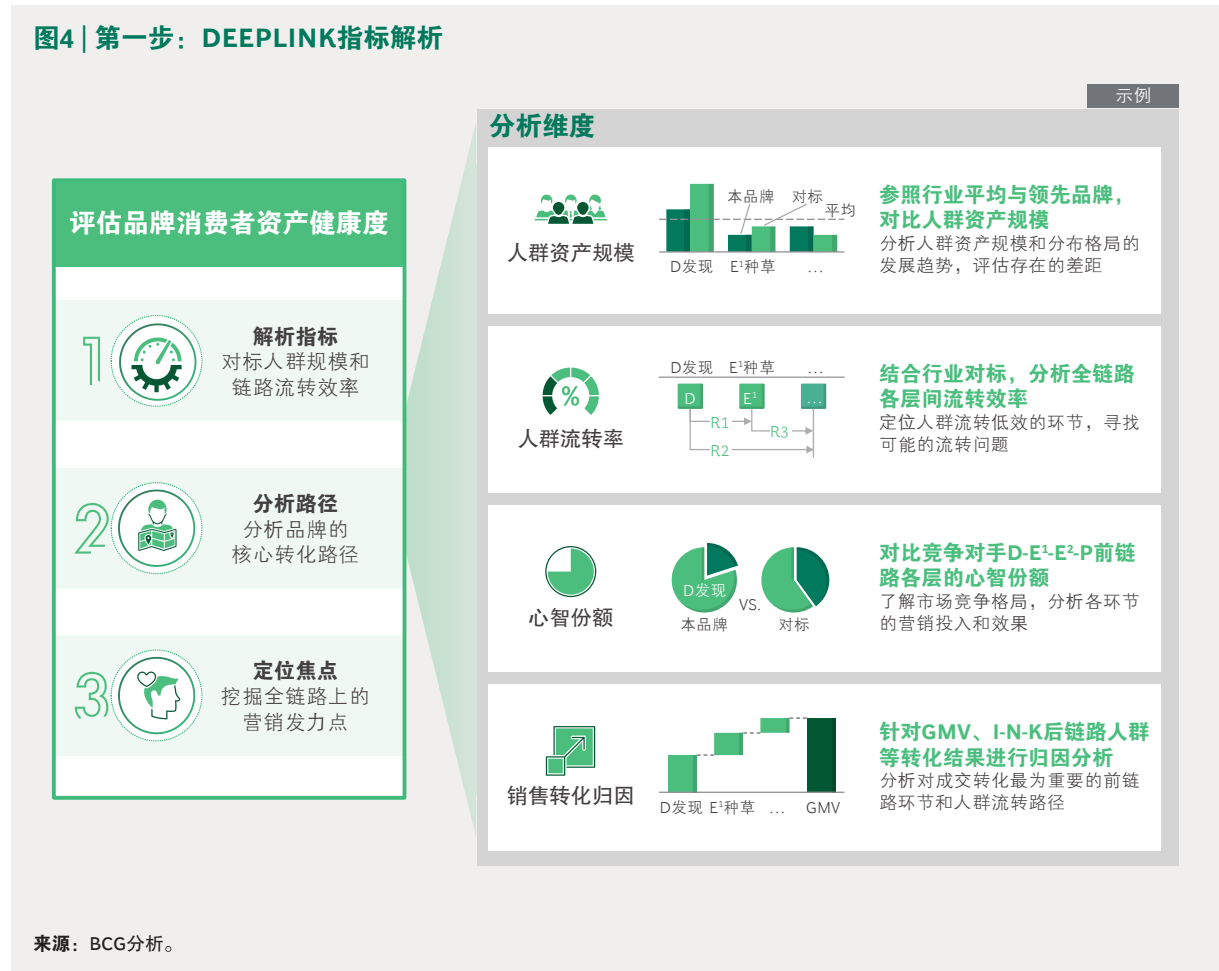 图4 | 第一步：DEEPLINK指标解析
示例
评估品牌消费者资产健康度
1
解析指标
对标人群规模和
链路流转效率
2
分析路径
分析品牌的
核心转化路径
3
定位焦点
挖掘全链路上的
营销发力点
分析维度
人群资产规模
本品牌 对标
平均
D发现 E¹种草 ...
参照行业平均与领先品牌，
对比人群资产规模
分析人群资产规模和分布格局的
发展趋势，评估存在的差距
%
人群流转率
D发现 E¹种草 ...
D E¹ ...
R1
R3
R2
结合行业对标，分析全链路
各层间流转效率
定位人群流转低效的环节，寻找
可能的流转问题
心智份额
D发现
VS.
本品牌 对标
对比竞争对手D-E¹-E²-P前链
路各层的心智份额
了解市场竞争格局，分析各环节
的营销投入和效果
销售转化归因
D发现 E¹种草 ... GMV
针对GMV、I-N-K后链路人群
等转化结果进行归因分析
分析对成交转化最为重要的前链
路环节和人群流转路径
来源：BCG分析。